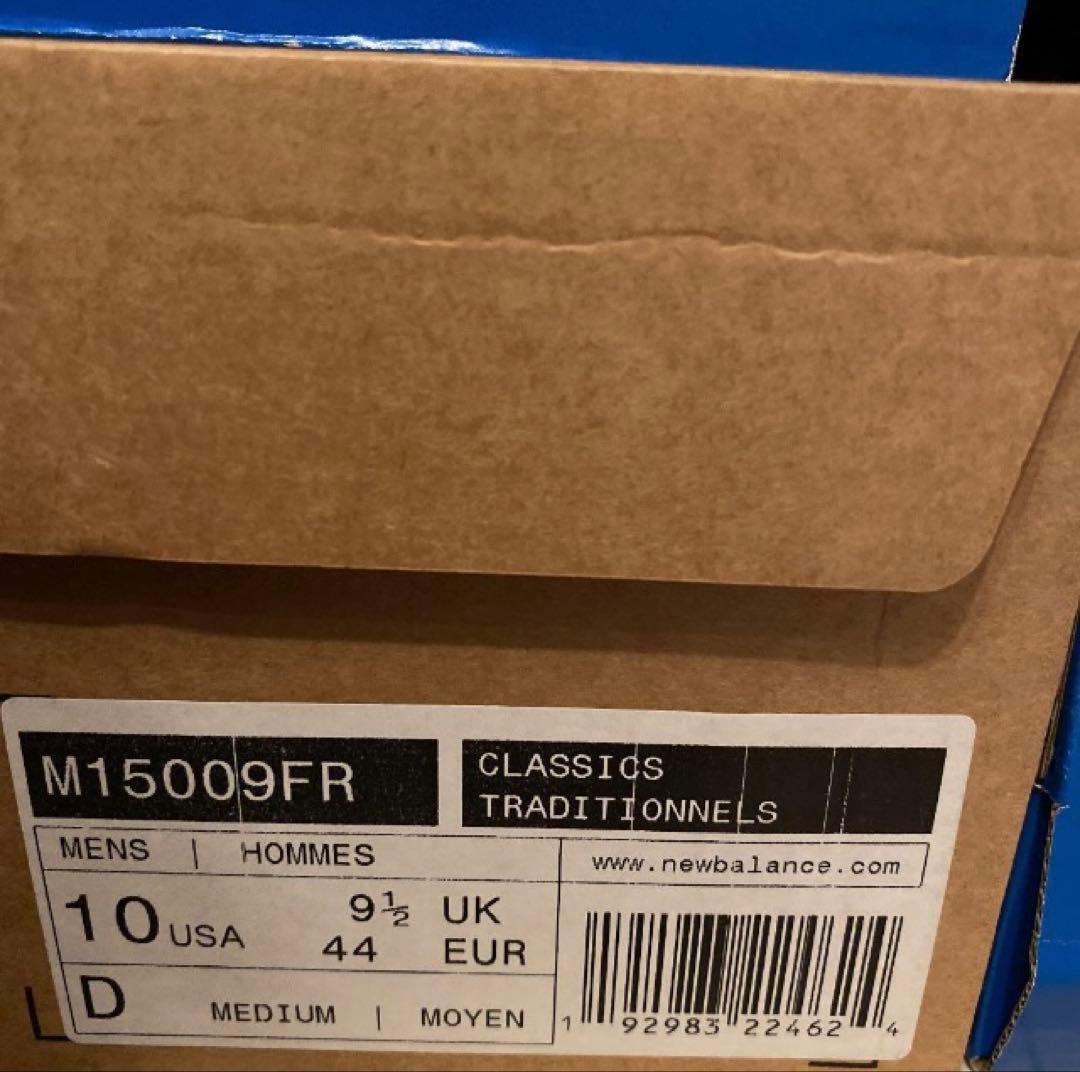 M15009FR
CLASSICS
TRADITIONNELS
MENS | HOMMES
www.newbalance.com
10 USA
9½ UK
44 EUR
D MEDIUM | MOYEN
1 92983 22462 4